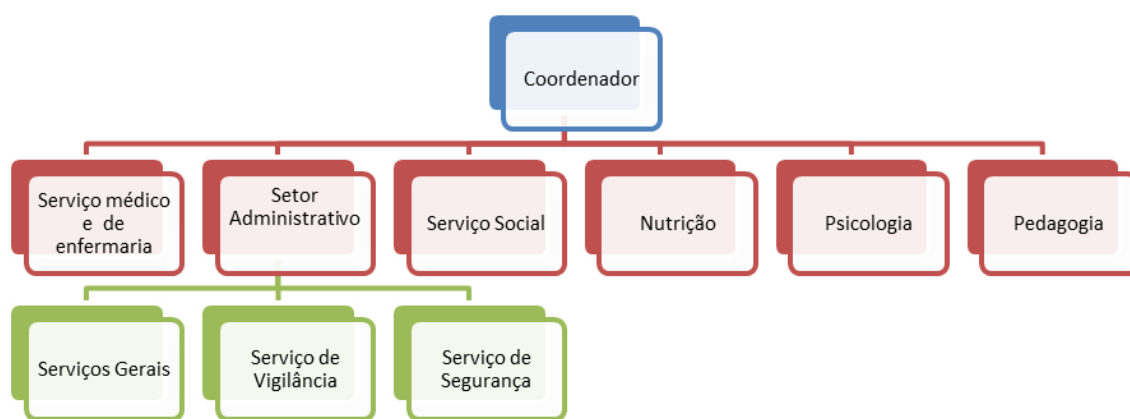 Coordenador
Serviço médico
e de
enfermaria
Setor
Administrativo
Serviço Social
Nutrição
Psicologia
Pedagogia
Serviços Gerais
Serviço de
Vigilância
Serviço de
Segurança